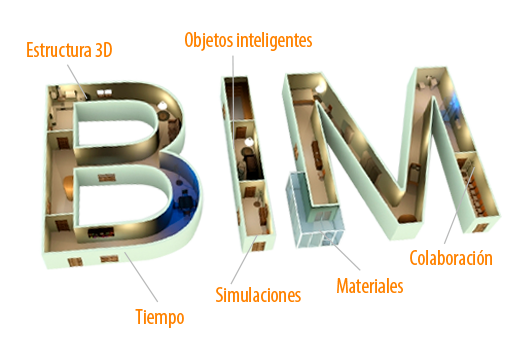 Objetos inteligentes
Estructura 3D
BIM
Colaboración
Materiales
Simulaciones
Tiempo